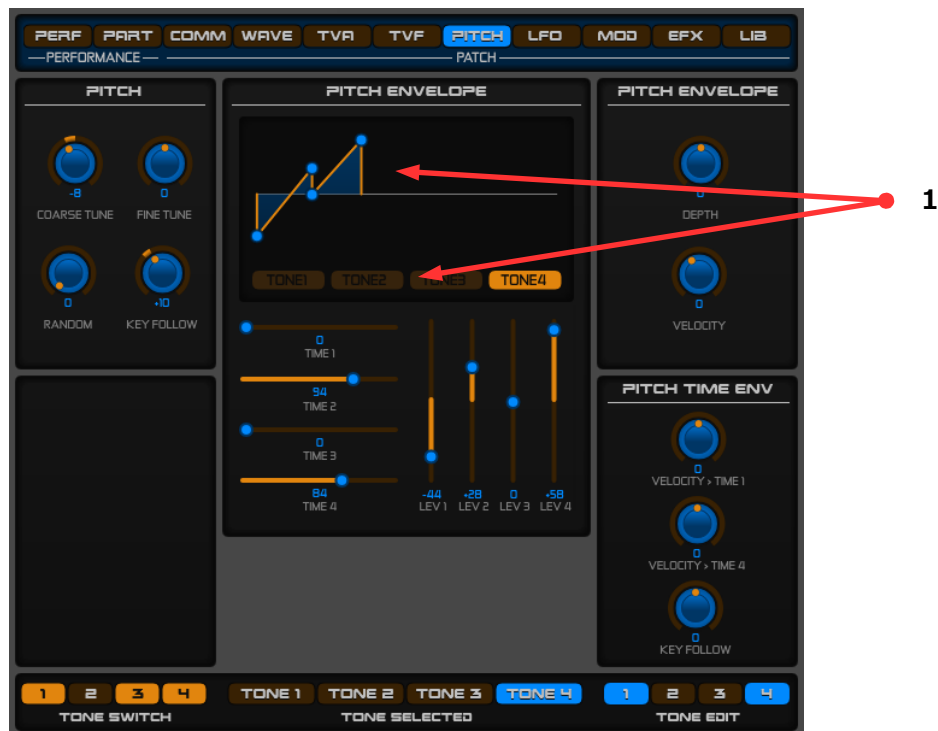 PERF PART COMM WAVE TVA TVF PITCH LFO MOD EFX LIB
PERFORMANCE PATCH
PITCH
-8 0
COARSE TUNE FINE TUNE
0 +10
RANDOM KEY FOLLOW
PITCH ENVELOPE
TONE1 TONE2 TONE3 TONE4
0
TIME 1
94
TIME 2
0
TIME 3
84
TIME 4
-44 +28 0 +58
LEV 1 LEV 2 LEV 3 LEV 4
PITCH ENVELOPE
0
DEPTH
0
VELOCITY
1
PITCH TIME ENV
0
VELOCITY > TIME 1
0
VELOCITY > TIME 4
0
KEY FOLLOW
1 2 3 4
TONE SWITCH
TONE 1 TONE 2 TONE 3 TONE 4
TONE SELECTED
1 2 3 4
TONE EDIT